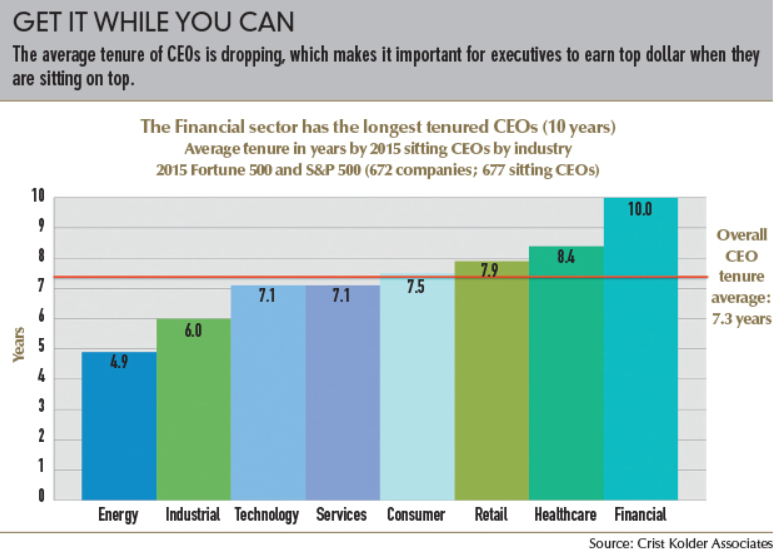 GET IT WHILE YOU CAN
The average tenure of CEOs is dropping, which makes it important for executives to earn top dollar when they
are sitting on top.
The Financial sector has the longest tenured CEOs (10 years)
Average tenure in years by 2015 sitting CEOs by industry
2015 Fortune 500 and S&P 500 (672 companies; 677 sitting CEOs)
10
9
8
7
6
5
4
3
2
1
0
Years
4.9
6.0
7.1
7.1
7.5
7.9
8.4
10.0
Overall
CEO
tenure
average:
7.3 years
Energy
Industrial
Technology
Services
Consumer
Retail
Healthcare
Financial
Source: Crist Kolder Associates